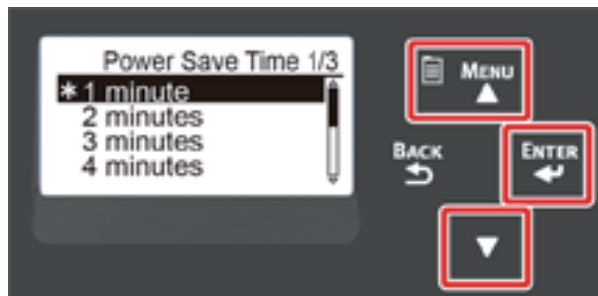 Power Save Time 1/3
* 1 minute
2 minutes
3 minutes
4 minutes
MENU
BACK
ENTER